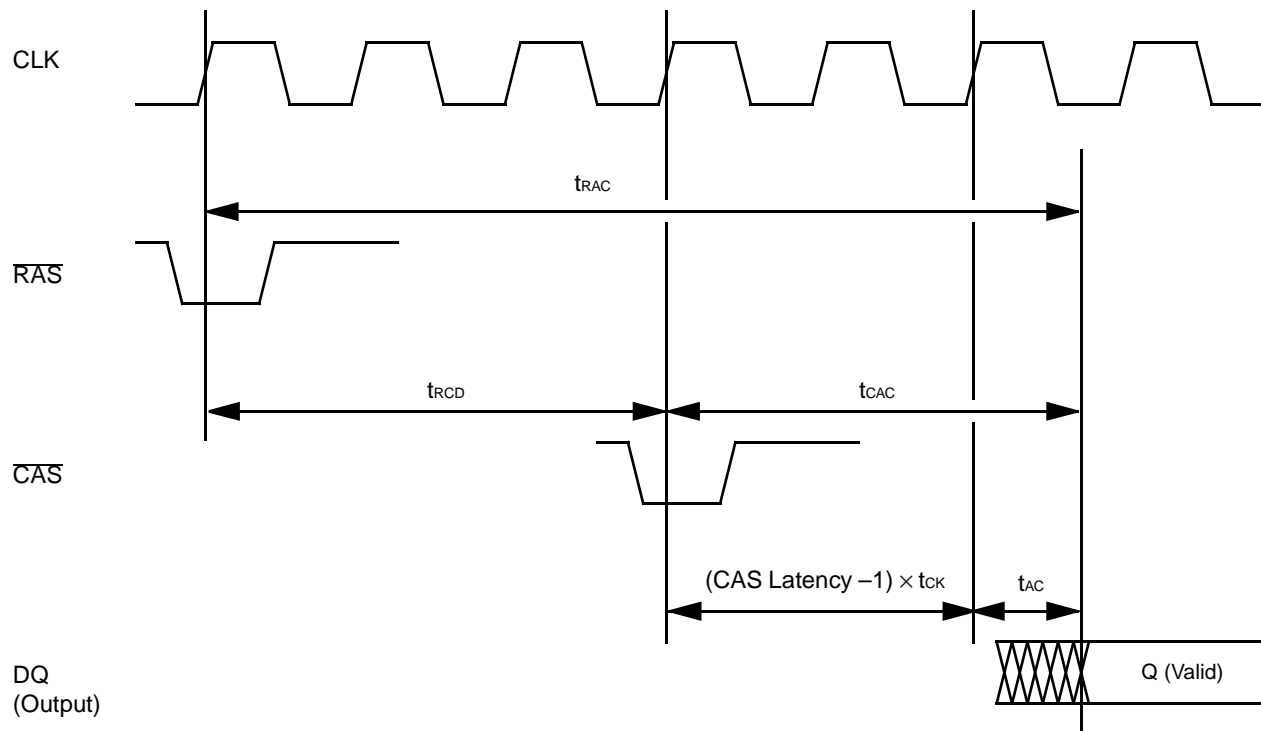 CLK
tRAC
RAS
tRCD
tCAC
CAS
(CAS Latency –1) × tCK
tAC
DQ
(Output)
Q (Valid)